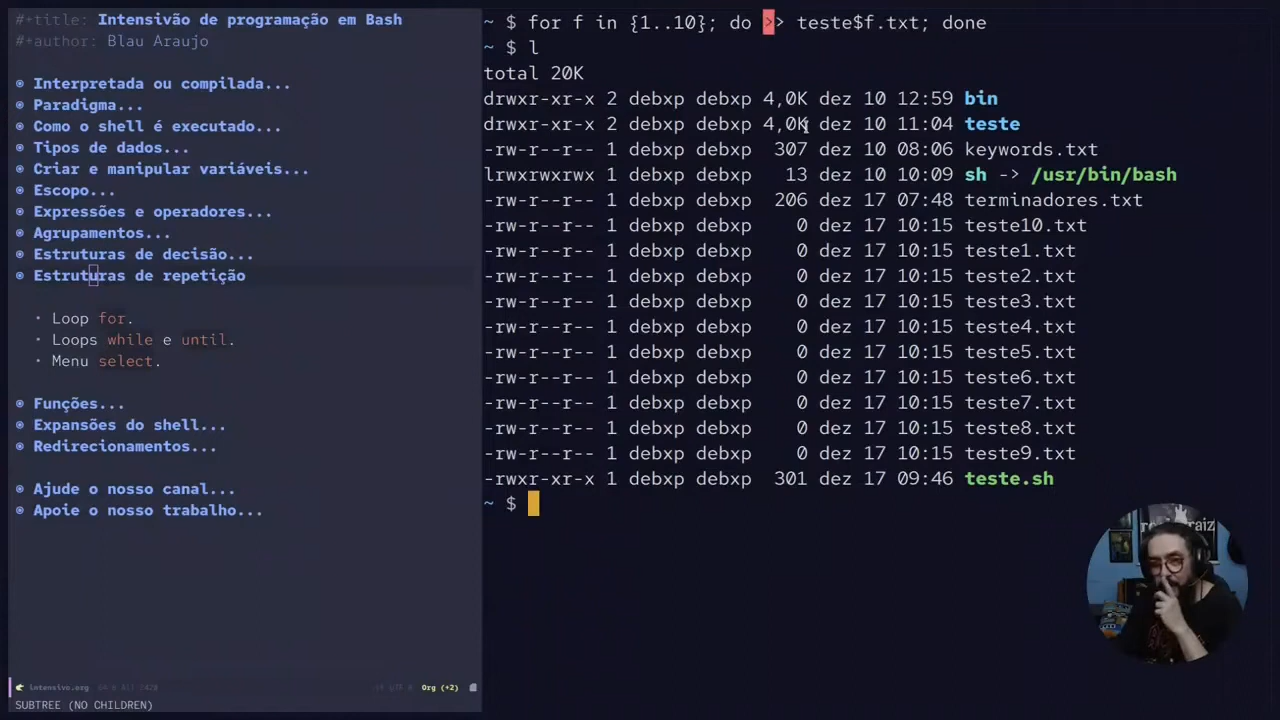 #+title: Intensivão de programação em Bash
#+author: Blau Araujo
Interpretada ou compilada...
Paradigma...
Como o shell é executado...
Tipos de dados...
Criar e manipular variáveis...
Escopo...
Expressões e operadores...
Agrupamentos...
Estruturas de decisão...
Estruturas de repetição
• Loop for.
• Loops while e until.
• Menu select.
Funções...
Expansões do shell...
Redirecionamentos...
Ajude o nosso canal...
Apoie o nosso trabalho...
intensivo.org
Org (+2)
SUBTREE (NO CHILDREN)
~ $ for f in {1..10}; do >> teste$f.txt; done
~ $ l
total 20K
drwxr-xr-x 2 debxp debxp 4,0K dez 10 12:59 bin
drwxr-xr-x 2 debxp debxp 4,0K dez 10 11:04 teste
-rw-r--r-- 1 debxp debxp 307 dez 10 08:06 keywords.txt
lrwxrwxrwx 1 debxp debxp 13 dez 10 10:09 sh -> /usr/bin/bash
-rw-r--r-- 1 debxp debxp 206 dez 17 07:48 terminadores.txt
-rw-r--r-- 1 debxp debxp 0 dez 17 10:15 teste10.txt
-rw-r--r-- 1 debxp debxp 0 dez 17 10:15 teste1.txt
-rw-r--r-- 1 debxp debxp 0 dez 17 10:15 teste2.txt
-rw-r--r-- 1 debxp debxp 0 dez 17 10:15 teste3.txt
-rw-r--r-- 1 debxp debxp 0 dez 17 10:15 teste4.txt
-rw-r--r-- 1 debxp debxp 0 dez 17 10:15 teste5.txt
-rw-r--r-- 1 debxp debxp 0 dez 17 10:15 teste6.txt
-rw-r--r-- 1 debxp debxp 0 dez 17 10:15 teste7.txt
-rw-r--r-- 1 debxp debxp 0 dez 17 10:15 teste8.txt
-rw-r--r-- 1 debxp debxp 0 dez 17 10:15 teste9.txt
-rwxr-xr-x 1 debxp debxp 301 dez 17 09:46 teste.sh
~ $